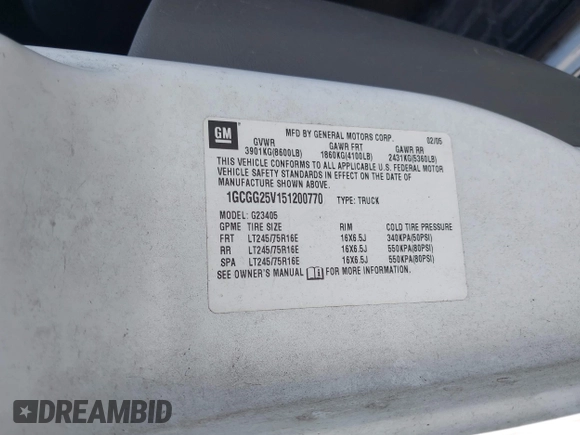 GM
MFD BY GENERAL MOTORS CORP. 02/05
GVWR GAWR FRT GAWR RR
3901KG(8600LB) 1860KG(4100LB) 2431KG(5360LB)
THIS VEHICLE CONFORMS TO ALL APPLICABLE U.S. FEDERAL MOTOR
VEHICLE SAFETY STANDARDS IN EFFECT ON THE DATE OF
MANUFACTURE SHOWN ABOVE.
1GCGG25V151200770 TYPE: TRUCK
MODEL: G23405
GPME TIRE SIZE RIM COLD TIRE PRESSURE
FRT LT245/75R16E 16X6.5J 340KPA(50PSI)
RR LT245/75R16E 16X6.5J 550KPA(80PSI)
SPA LT245/75R16E 16X6.5J 550KPA(80PSI)
SEE OWNER'S MANUAL FOR MORE INFORMATION.
DREAMBID